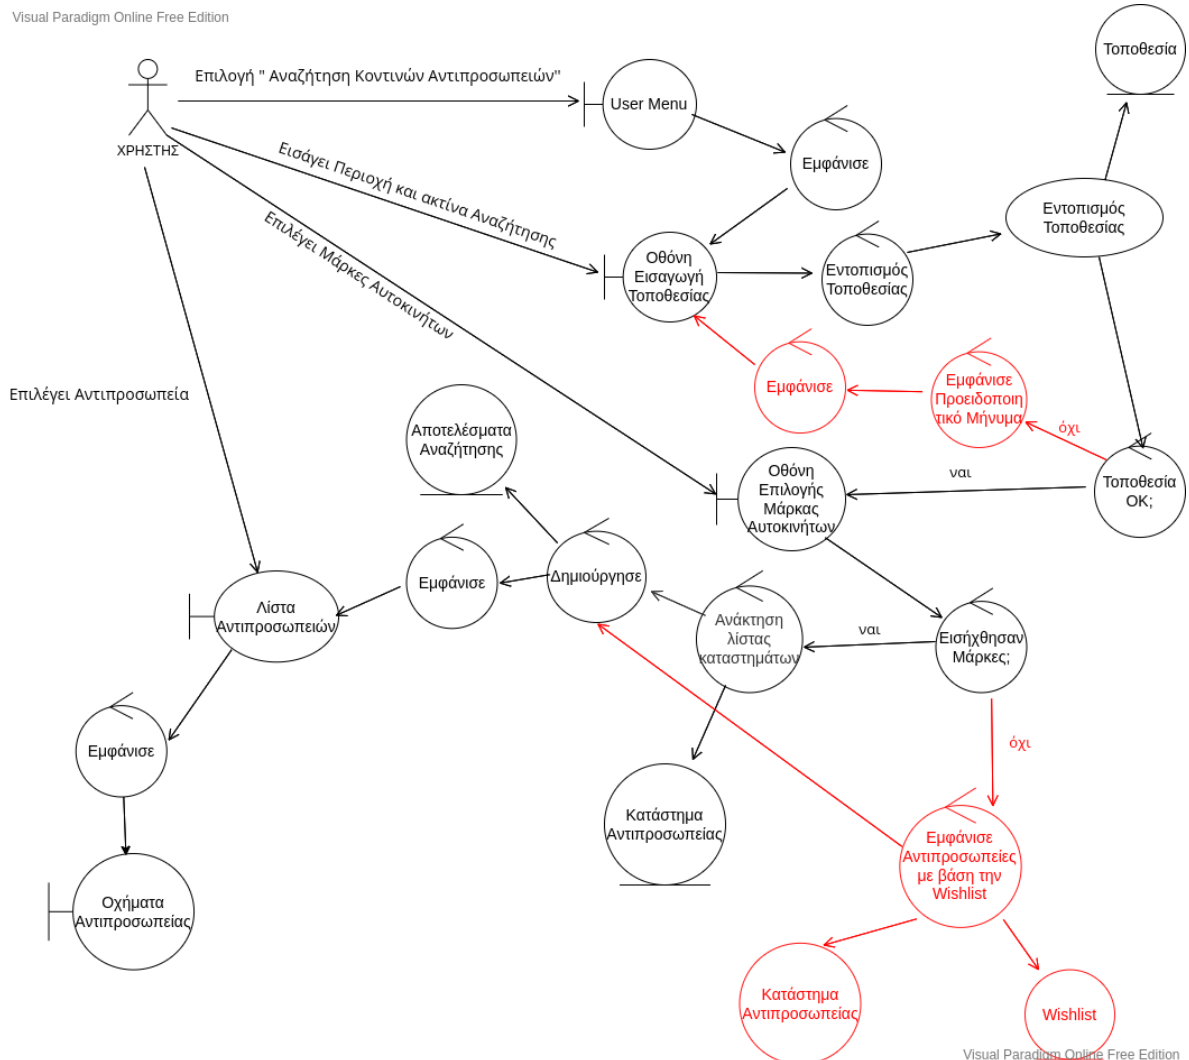 Visual Paradigm Online Free Edition
Τοποθεσία
Επιλογή " Αναζήτηση Κοντινών Αντιπροσωπειών"
User Menu
ΧΡΗΣΤΗΣ
Εμφάνισε
Εισάγει Περιοχή και ακτίνα Αναζήτησης
Επιλέγει Μάρκες Αυτοκινήτων
Εντοπισμός
Τοποθεσίας
Οθόνη
Εισαγωγή
Τοποθεσίας
Εντοπισμός
Τοποθεσίας
Επιλέγει Αντιπροσωπεία
Εμφάνισε
Εμφάνισε
Προειδοποιη
τικό Μήνυμα
όχι
Αποτελέσματα
Αναζήτησης
Οθόνη
Επιλογής
Μάρκας
Αυτοκινήτων
ναι
Τοποθεσία
OK;
Εμφάνισε
Δημιούργησε
Λίστα
Αντιπροσωπειών
Ανάκτηση
λίστας
καταστημάτων
ναι
Εισήχθησαν
Μάρκες;
Εμφάνισε
όχι
Κατάστημα
Αντιπροσωπείας
Εμφάνισε
Αντιπροσωπείες
με βάση την
Wishlist
Οχήματα
Αντιπροσωπείας
Κατάστημα
Αντιπροσωπείας
Wishlist
Visual Paradigm Online Free Edition